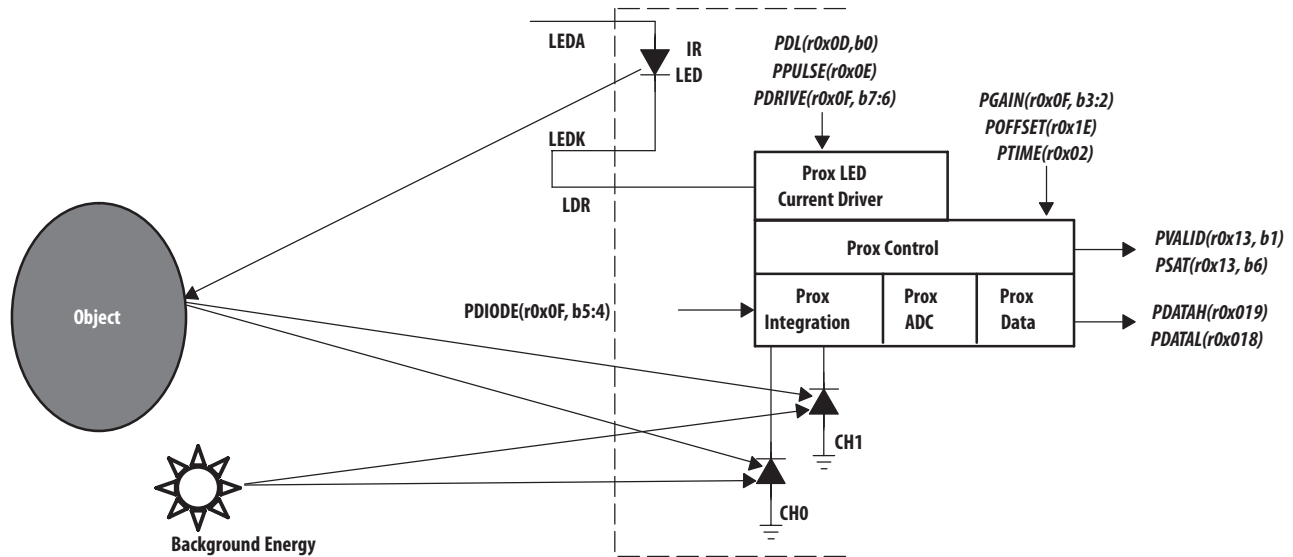 LEDA
IR
LED
PDL(r0x0D,b0)
PPULSE(r0x0E)
PDRIVE(r0x0F, b7:6)
PGAIN(r0x0F, b3:2)
POFFSET(r0x1E)
PTIME(r0x02)
LEDK
LDR
Prox LED
Current Driver
Prox Control
PVALID(r0x13, b1)
PSAT(r0x13, b6)
Object
PDIODE(r0x0F, b5:4)
Prox
Integration
Prox
ADC
Prox
Data
PDATAH(r0x019)
PDATAL(r0x018)
CH1
CH0
Background Energy